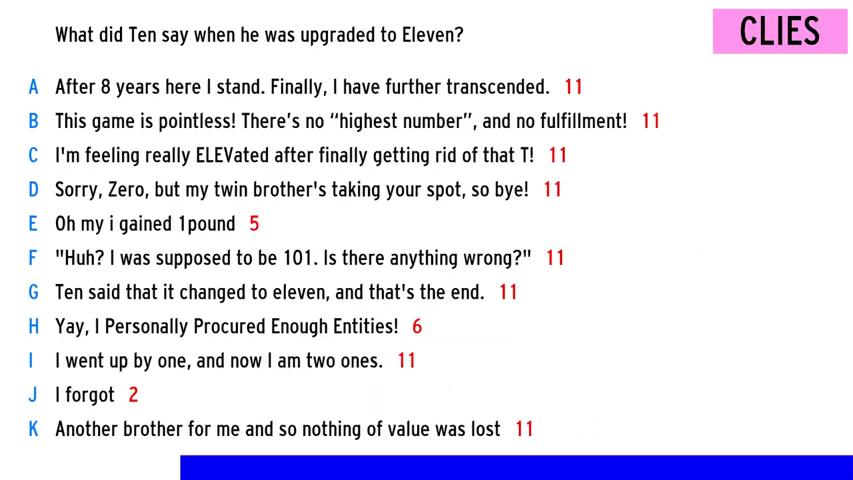 What did Ten say when he was upgraded to Eleven?
CLIES
A After 8 years here I stand. Finally, I have further transcended. 11
B This game is pointless! There's no “highest number”, and no fulfillment! 11
C I'm feeling really ELEVated after finally getting rid of that T! 11
D Sorry, Zero, but my twin brother's taking your spot, so bye! 11
E Oh my i gained 1pound 5
F "Huh? I was supposed to be 101. Is there anything wrong?" 11
G Ten said that it changed to eleven, and that's the end. 11
H Yay, I Personally Procured Enough Entities! 6
I I went up by one, and now I am two ones. 11
J I forgot 2
K Another brother for me and so nothing of value was lost 11